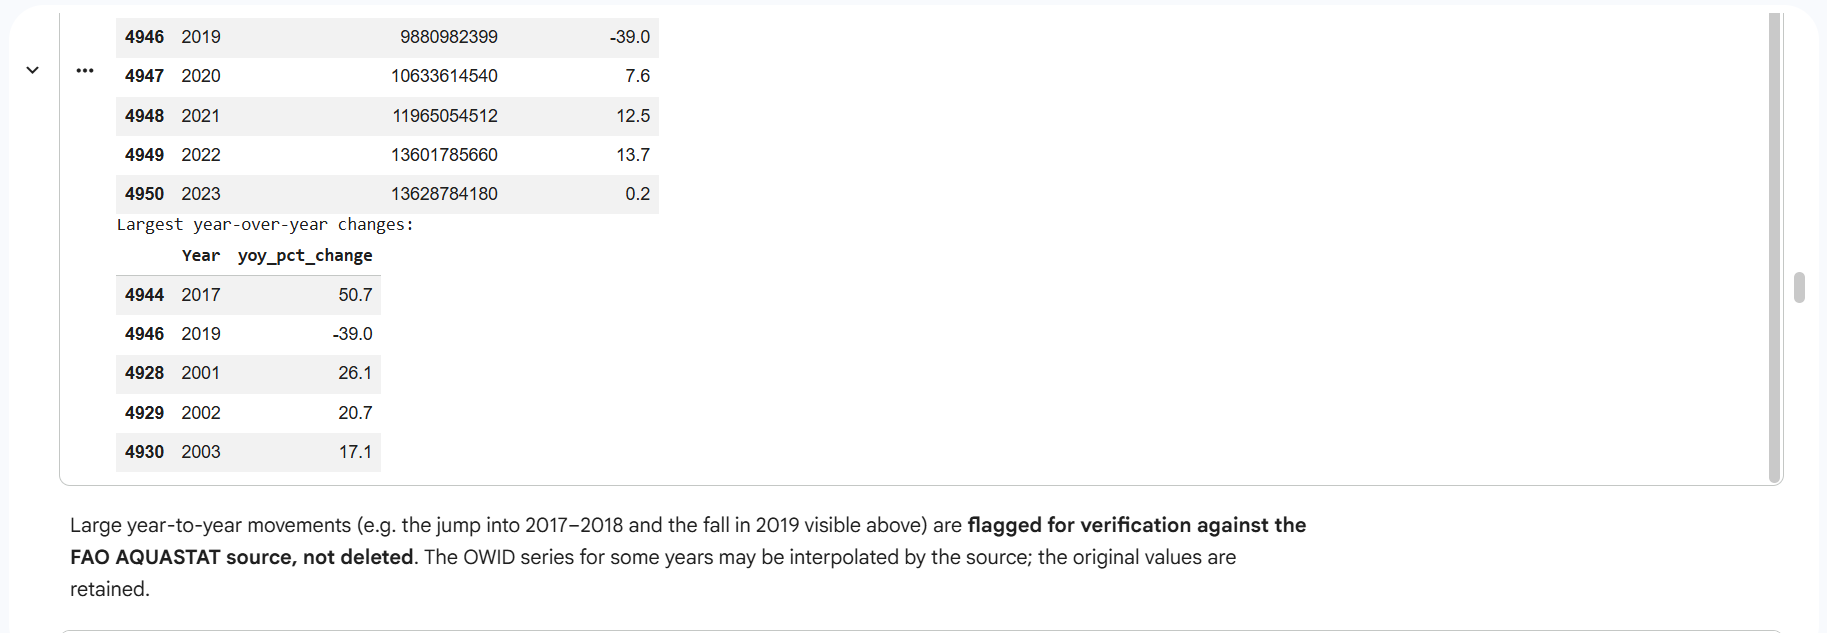 4946 2019 9880982399 -39.0
4947 2020 10633614540 7.6
4948 2021 11965054512 12.5
4949 2022 13601785660 13.7
4950 2023 13628784180 0.2
Largest year-over-year changes:
Year yoy_pct_change
4944 2017 50.7
4946 2019 -39.0
4928 2001 26.1
4929 2002 20.7
4930 2003 17.1
Large year-to-year movements (e.g. the jump into 2017–2018 and the fall in 2019 visible above) are flagged for verification against the
FAO AQUASTAT source, not deleted. The OWID series for some years may be interpolated by the source; the original values are
retained.